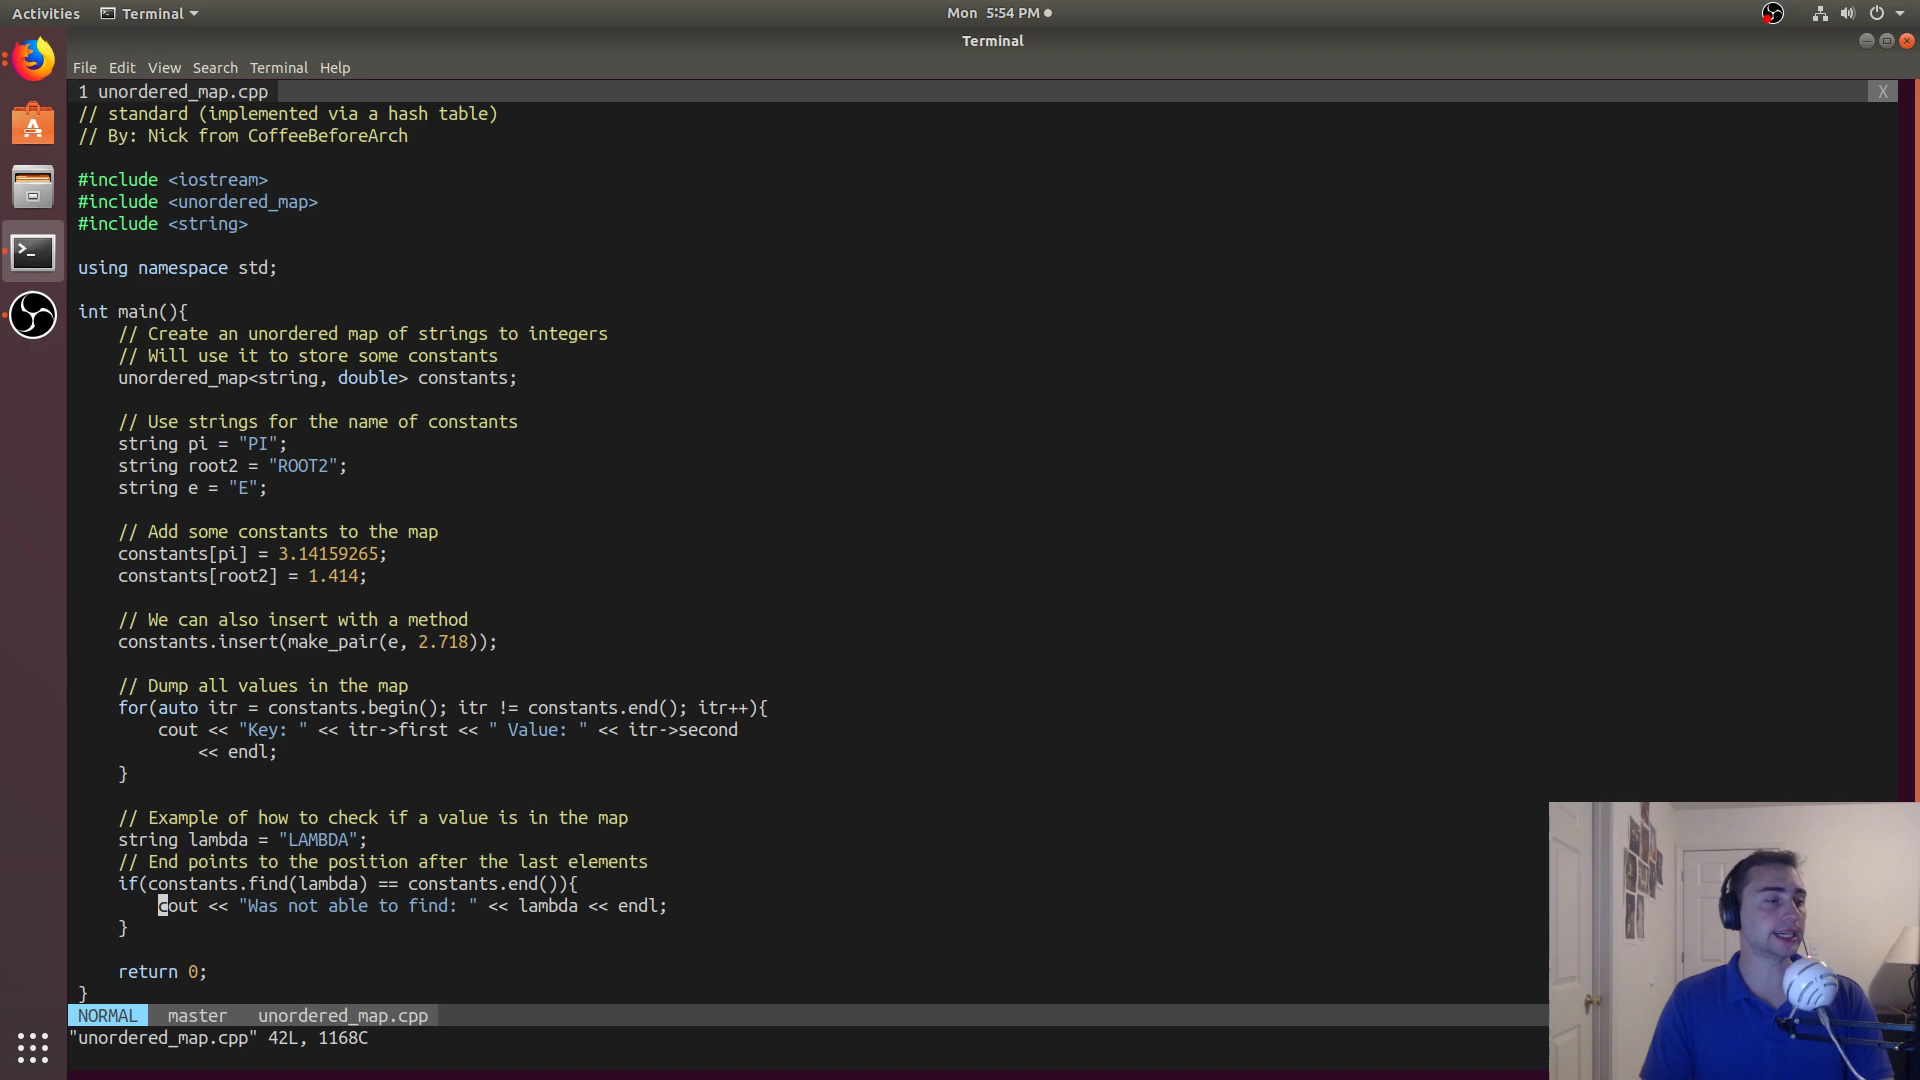 Activities Terminal Mon 5:54 PM
Terminal
File Edit View Search Terminal Help
1 unordered_map.cpp X
// standard (implemented via a hash table)
// By: Nick from CoffeeBeforeArch
#include <iostream>
#include <unordered_map>
#include <string>
using namespace std;
int main(){
// Create an unordered map of strings to integers
// Will use it to store some constants
unordered_map<string, double> constants;
// Use strings for the name of constants
string pi = "PI";
string root2 = "ROOT2";
string e = "E";
// Add some constants to the map
constants[pi] = 3.14159265;
constants[root2] = 1.414;
// We can also insert with a method
constants.insert(make_pair(e, 2.718));
// Dump all values in the map
for(auto itr = constants.begin(); itr != constants.end(); itr++){
cout << "Key: " << itr->first << " Value: " << itr->second
<< endl;
}
// Example of how to check if a value is in the map
string lambda = "LAMBDA";
// End points to the position after the last elements
if(constants.find(lambda) == constants.end()){
cout << "Was not able to find: " << lambda << endl;
}
return 0;
}
NORMAL master unordered_map.cpp
"unordered_map.cpp" 42L, 1168C